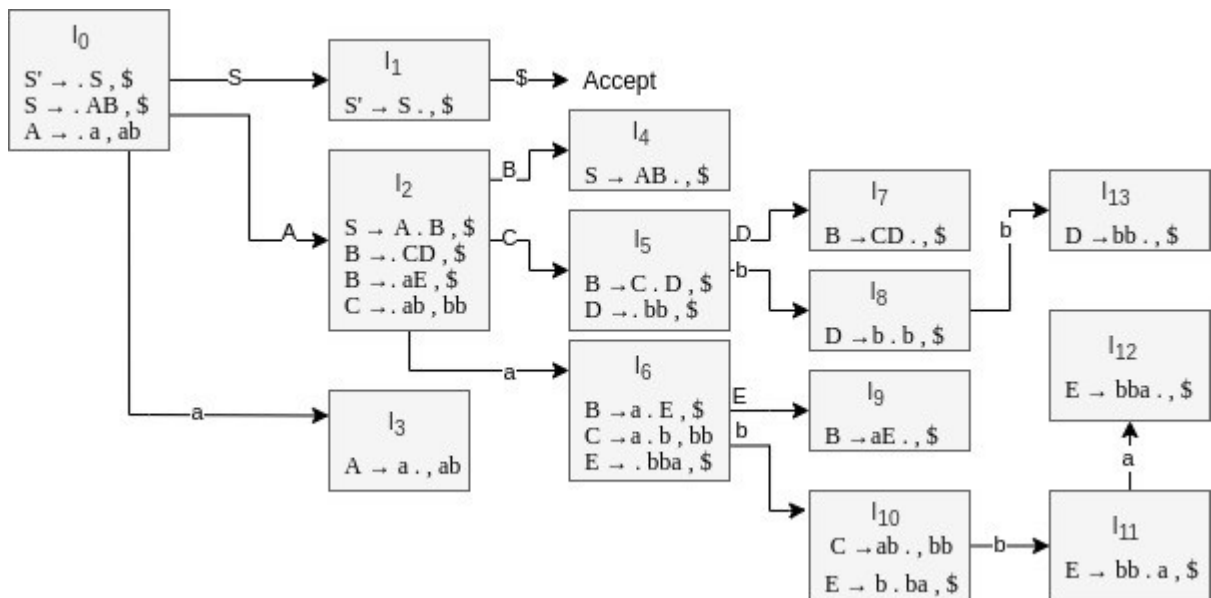 I0
S' → . S , $
S → . AB , $
A → . a , ab
S
I1
S' → S . , $
$
Accept
A
I2
S → A . B , $
B → . CD , $
B → . aE , $
C → . ab , bb
a
I3
A → a . , ab
B
I4
S → AB . , $
C
I5
B → C . D , $
D → . bb , $
a
I6
B → a . E , $
C → a . b , bb
E → . bba , $
D
I7
B → CD . , $
b
I8
D → b . b , $
b
I13
D → bb . , $
E
I9
B → aE . , $
b
I10
C → ab . , bb
E → b . ba , $
b
I11
E → bb . a , $
a
I12
E → bba . , $